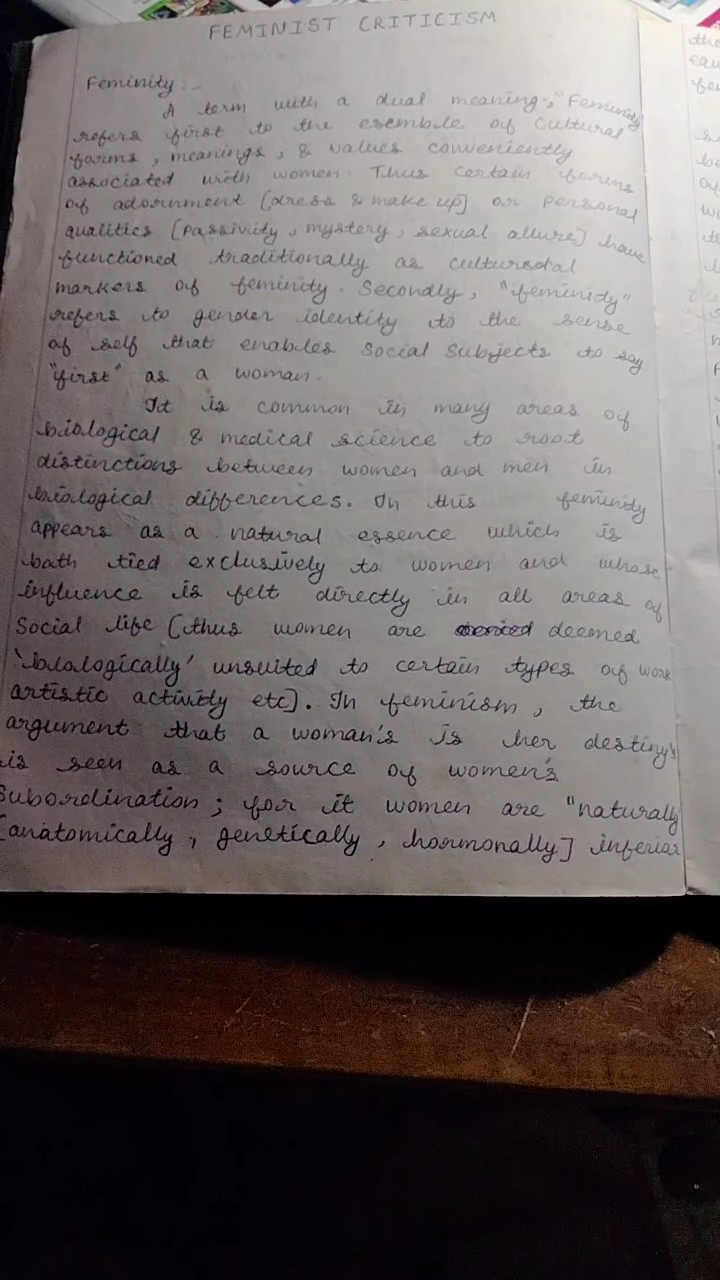 FEMINIST CRITICISM
Feminity :-
A term with a dual meaning, "Feminity
refers first to the esemble of Cultural
forms, meanings, & values conveniently
associated with women. Thus certain forms
of adornment [dress & make up] or personal
qualities [passivity, mystery, sexual allure] have
functioned traditionally as culturstal
markers of feminity. Secondly, "feminity"
refers to gender identity to the sense
of self that enables Social Subjects to say
"first" as a woman.
It is common in many areas of
biological & medical science to root
distinctions between women and men in
biological differences. In this feminity
appears as a natural essence which is
both tied exclusively to women and whose
influence is felt directly in all areas of
Social life (thus women are deemed
'biologically' unsuited to certain types of work
artistic activity etc]. In feminism, the
argument that a woman's is her destiny's
is seen as a source of women's
Subordination; for it women are "naturally
[anatomically, genetically, hormonally] inferior